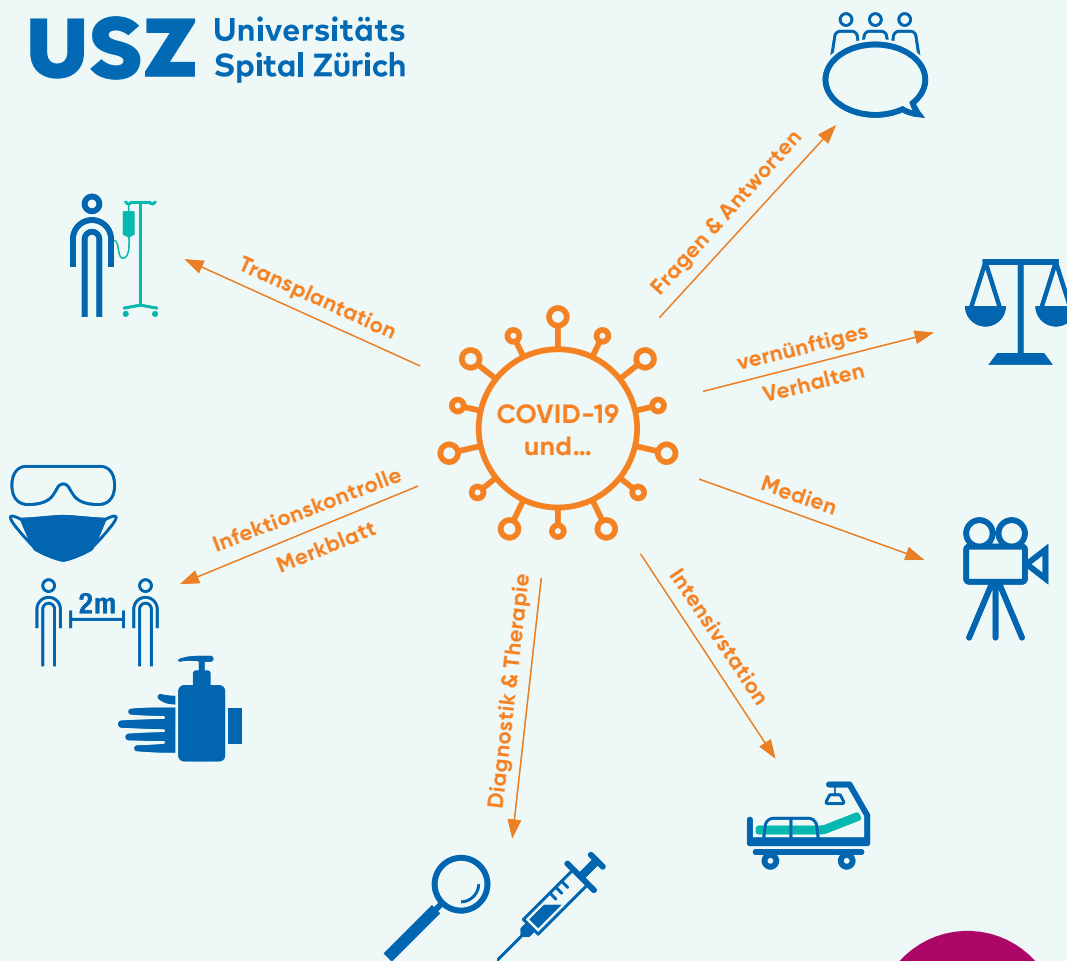 USZ Universitäts
Spital Zürich
Fragen & Antworten
Transplantation
vernünftiges
Verhalten
COVID-19
und...
Medien
Infektionskontrolle
Merkblatt
Intensivstation
Diagnostik & Therapie
2m